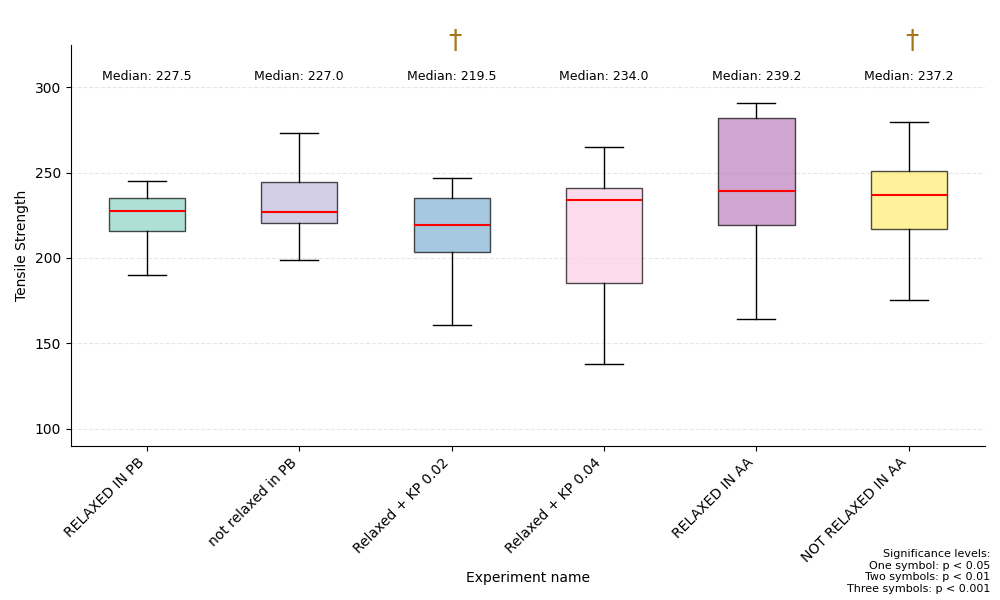 † †
Median: 227.5 Median: 227.0 Median: 219.5 Median: 234.0 Median: 239.2 Median: 237.2
300
250
200
150
100
Tensile Strength
RELAXED IN PB
not relaxed in PB
Relaxed + KP 0.02
Relaxed + KP 0.04
RELAXED IN AA
NOT RELAXED IN AA
Experiment name
Significance levels:
One symbol: p < 0.05
Two symbols: p < 0.01
Three symbols: p < 0.001